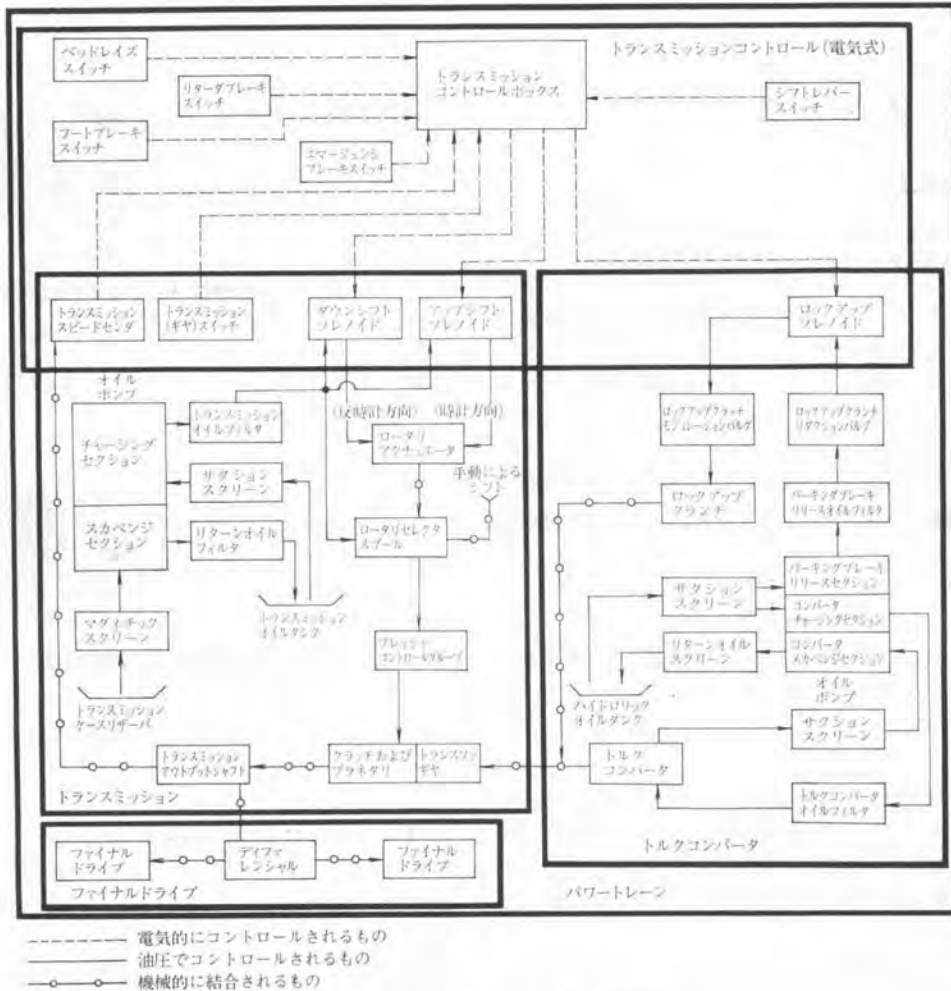 トランスミッションコントロール(電気式)
ベッドレイズ
スイッチ
リターダブレーキ
スイッチ
フートブレーキ
スイッチ
エマージェンシ
ブレーキスイッチ
トランスミッション
コントロールボックス
シフトレバー
スイッチ
トランスミッション
スピードセンダ
トランスミッション
(ギヤ)スイッチ
ダウンシフト
ソレノイド
アップシフト
ソレノイド
ロックアップ
ソレノイド
オイル
ポンプ
チャージング
セクション
スカベンジ
セクション
トランスミッション
オイルフィルタ
サクション
スクリーン
リターンオイル
フィルタ
マグネチック
スクリーン
トランスミッション
ケースリザーバ
トランスミッション
オイルタンク
(反時計方向)
(時計方向)
ロータリ
アクチュエータ
手動による
シフト
ロータリセレクタ
スプール
プレッシャ
コントロールグループ
クラッチおよび
プラネタリ
トランスファ
ギヤ
トランスミッション
アウトプットシャフト
トランスミッション
ロックアップクラッチ
モジュレーションバルブ
ロックアップクラッチ
リダクションバルブ
ロックアップ
クラッチ
パーキングブレーキ
リリースオイルフィルタ
パーキングブレーキ
リリースセクション
コンバータ
チャージングセクション
コンバータ
スカベンジセクション
オイル
ポンプ
サクション
スクリーン
リターンオイル
スクリーン
ハイドロリック
オイルタンク
サクション
スクリーン
トルク
コンバータ
トルクコンバータ
オイルフィルタ
トルクコンバータ
ファイナル
ドライブ
ディファ
レンシャル
ファイナル
ドライブ
ファイナルドライブ
パワートレーン
電気的にコントロールされるもの
油圧でコントロールされるもの
機械的に結合されるもの